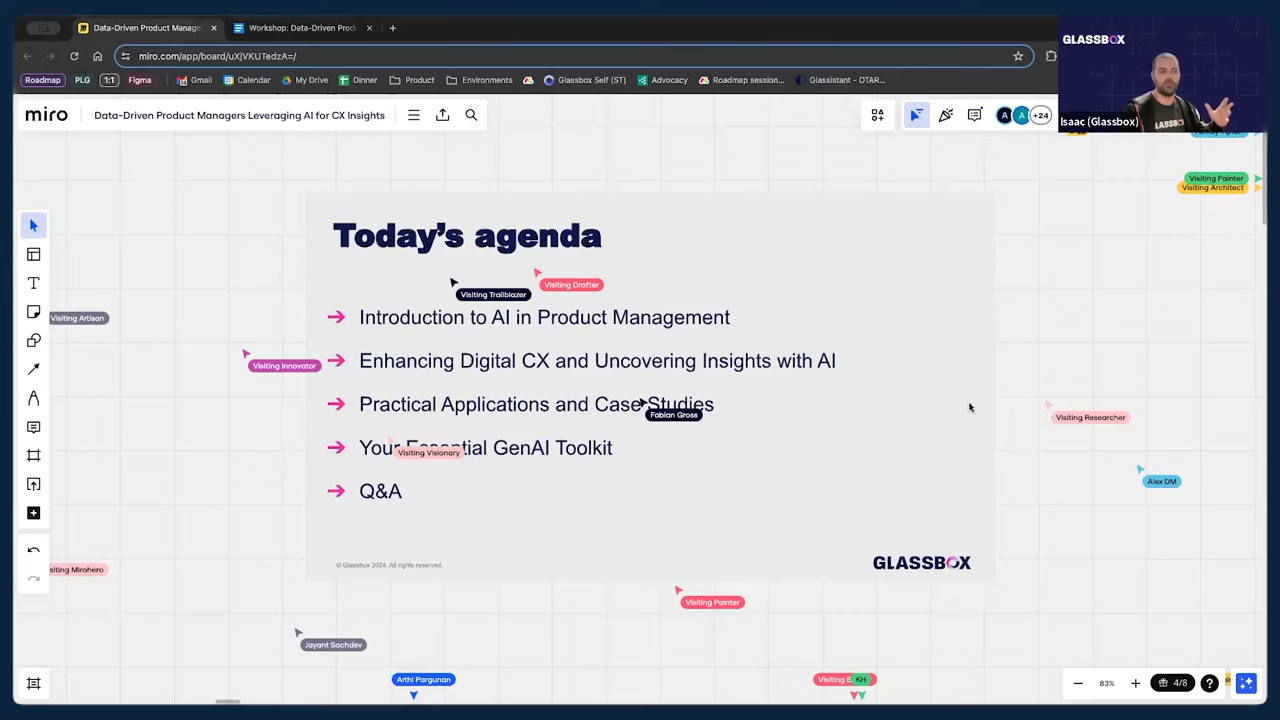 Data-Driven Product Manage
Workshop: Data-Driven Prod
miro.com/app/board/uXjVKUTedzA=/
Roadmap
PLG
1:1
Figma
Gmail
Calendar
My Drive
Dinner
Product
Environments
Glassbox Self (ST)
Advocacy
Roadmap session...
Glassistant - OTAR...
GLASSBOX
Isaac (Glassbox)
GLASSBOX
miro
Data-Driven Product Managers Leveraging AI for CX Insights
A
A
+24
Visiting Painter
Visiting Architect
Today's agenda
Visiting Drafter
Visiting Trailblazer
Visiting Artisan
→ Introduction to AI in Product Management
Visiting Innovator
→ Enhancing Digital CX and Uncovering Insights with AI
→ Practical Applications and Case Studies
Fabian Gross
Visiting Researcher
→ Your Essential GenAI Toolkit
Visiting Visionary
Alex DM
→ Q&A
© Glassbox 2024. All rights reserved.
GLASSBOX
siting Mirohero
Visiting Painter
Jayant Sachdev
Arthi Pargunan
Visiting E
KH
83%
4/8
?